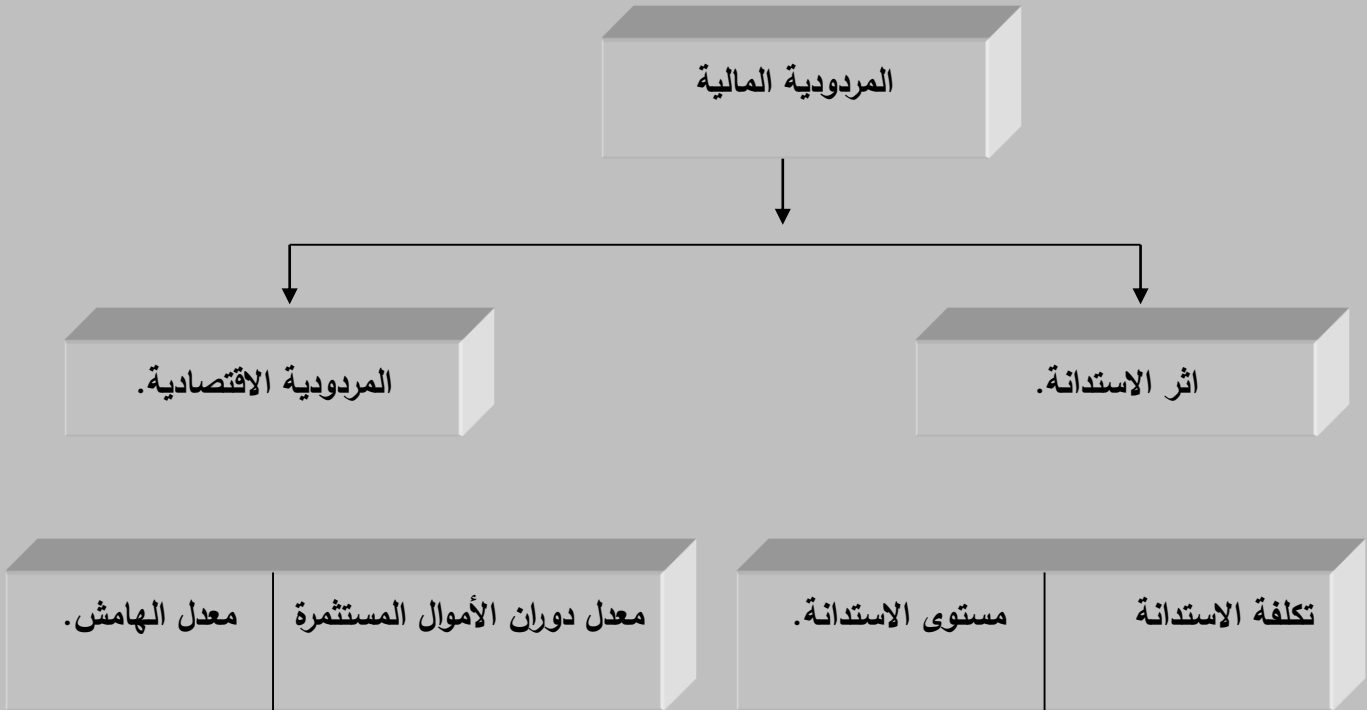 المردودية المالية
اثر الاستدانة.
المردودية الاقتصادية.
تكلفة الاستدانة
مستوى الاستدانة.
معدل دوران الأموال المستثمرة
معدل الهامش.